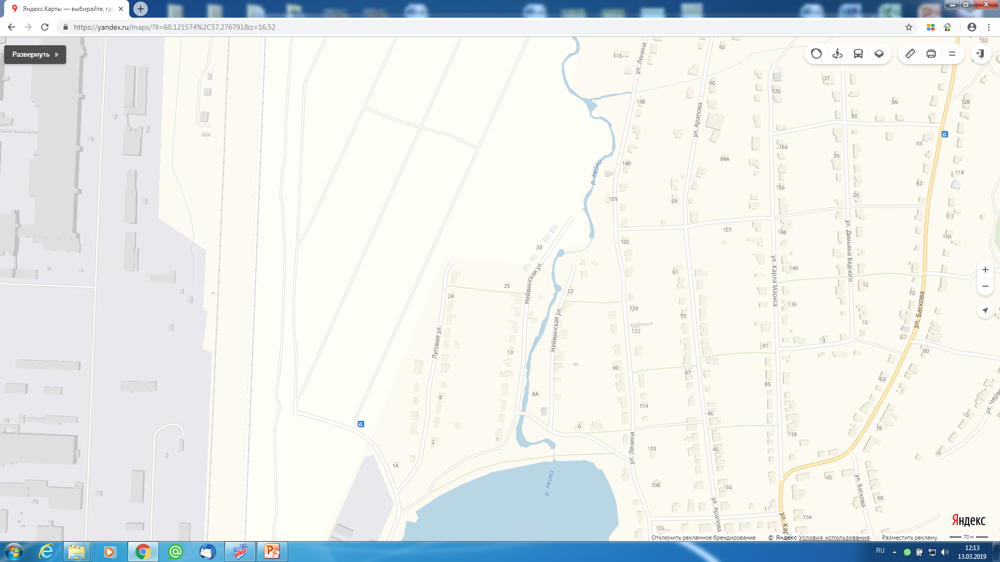 Яндекс.Карты — выбирайте, где
https://yandex.ru/maps/?ll=60.121574%2C57.276791&z=16.52
Развернуть
132
115
ул. Ленина
92
37
90
170
148
3А
128
34
ул. Арапова
93
164
84А
29
140
р. Нейва
118
87
156
24
109
69
112
107
ул. Демьяна Бедного
148
110
132
33
ул. Карла Маркса
140
61
Нейвинская ул.
25
12
22
73
24
136
124
ул. Баскова
55
10
122
Нейвинская ул.
67
Луговая ул.
3
91
90
13
99
47
63
85
8А
8
114
ул. Черв
46
10
6
78
118
1
2
ул. Ленина
110
40
4
1А
45
р. Нейва
108
34
ул. Баскова
68
11
ул. Арапова
104
ул. Кар
106
Яндекс
Отключить рекламное брендирование
© Яндекс Условия использования
Разместить рекламу
70 м
plus
RU
12:13
13.03.2019